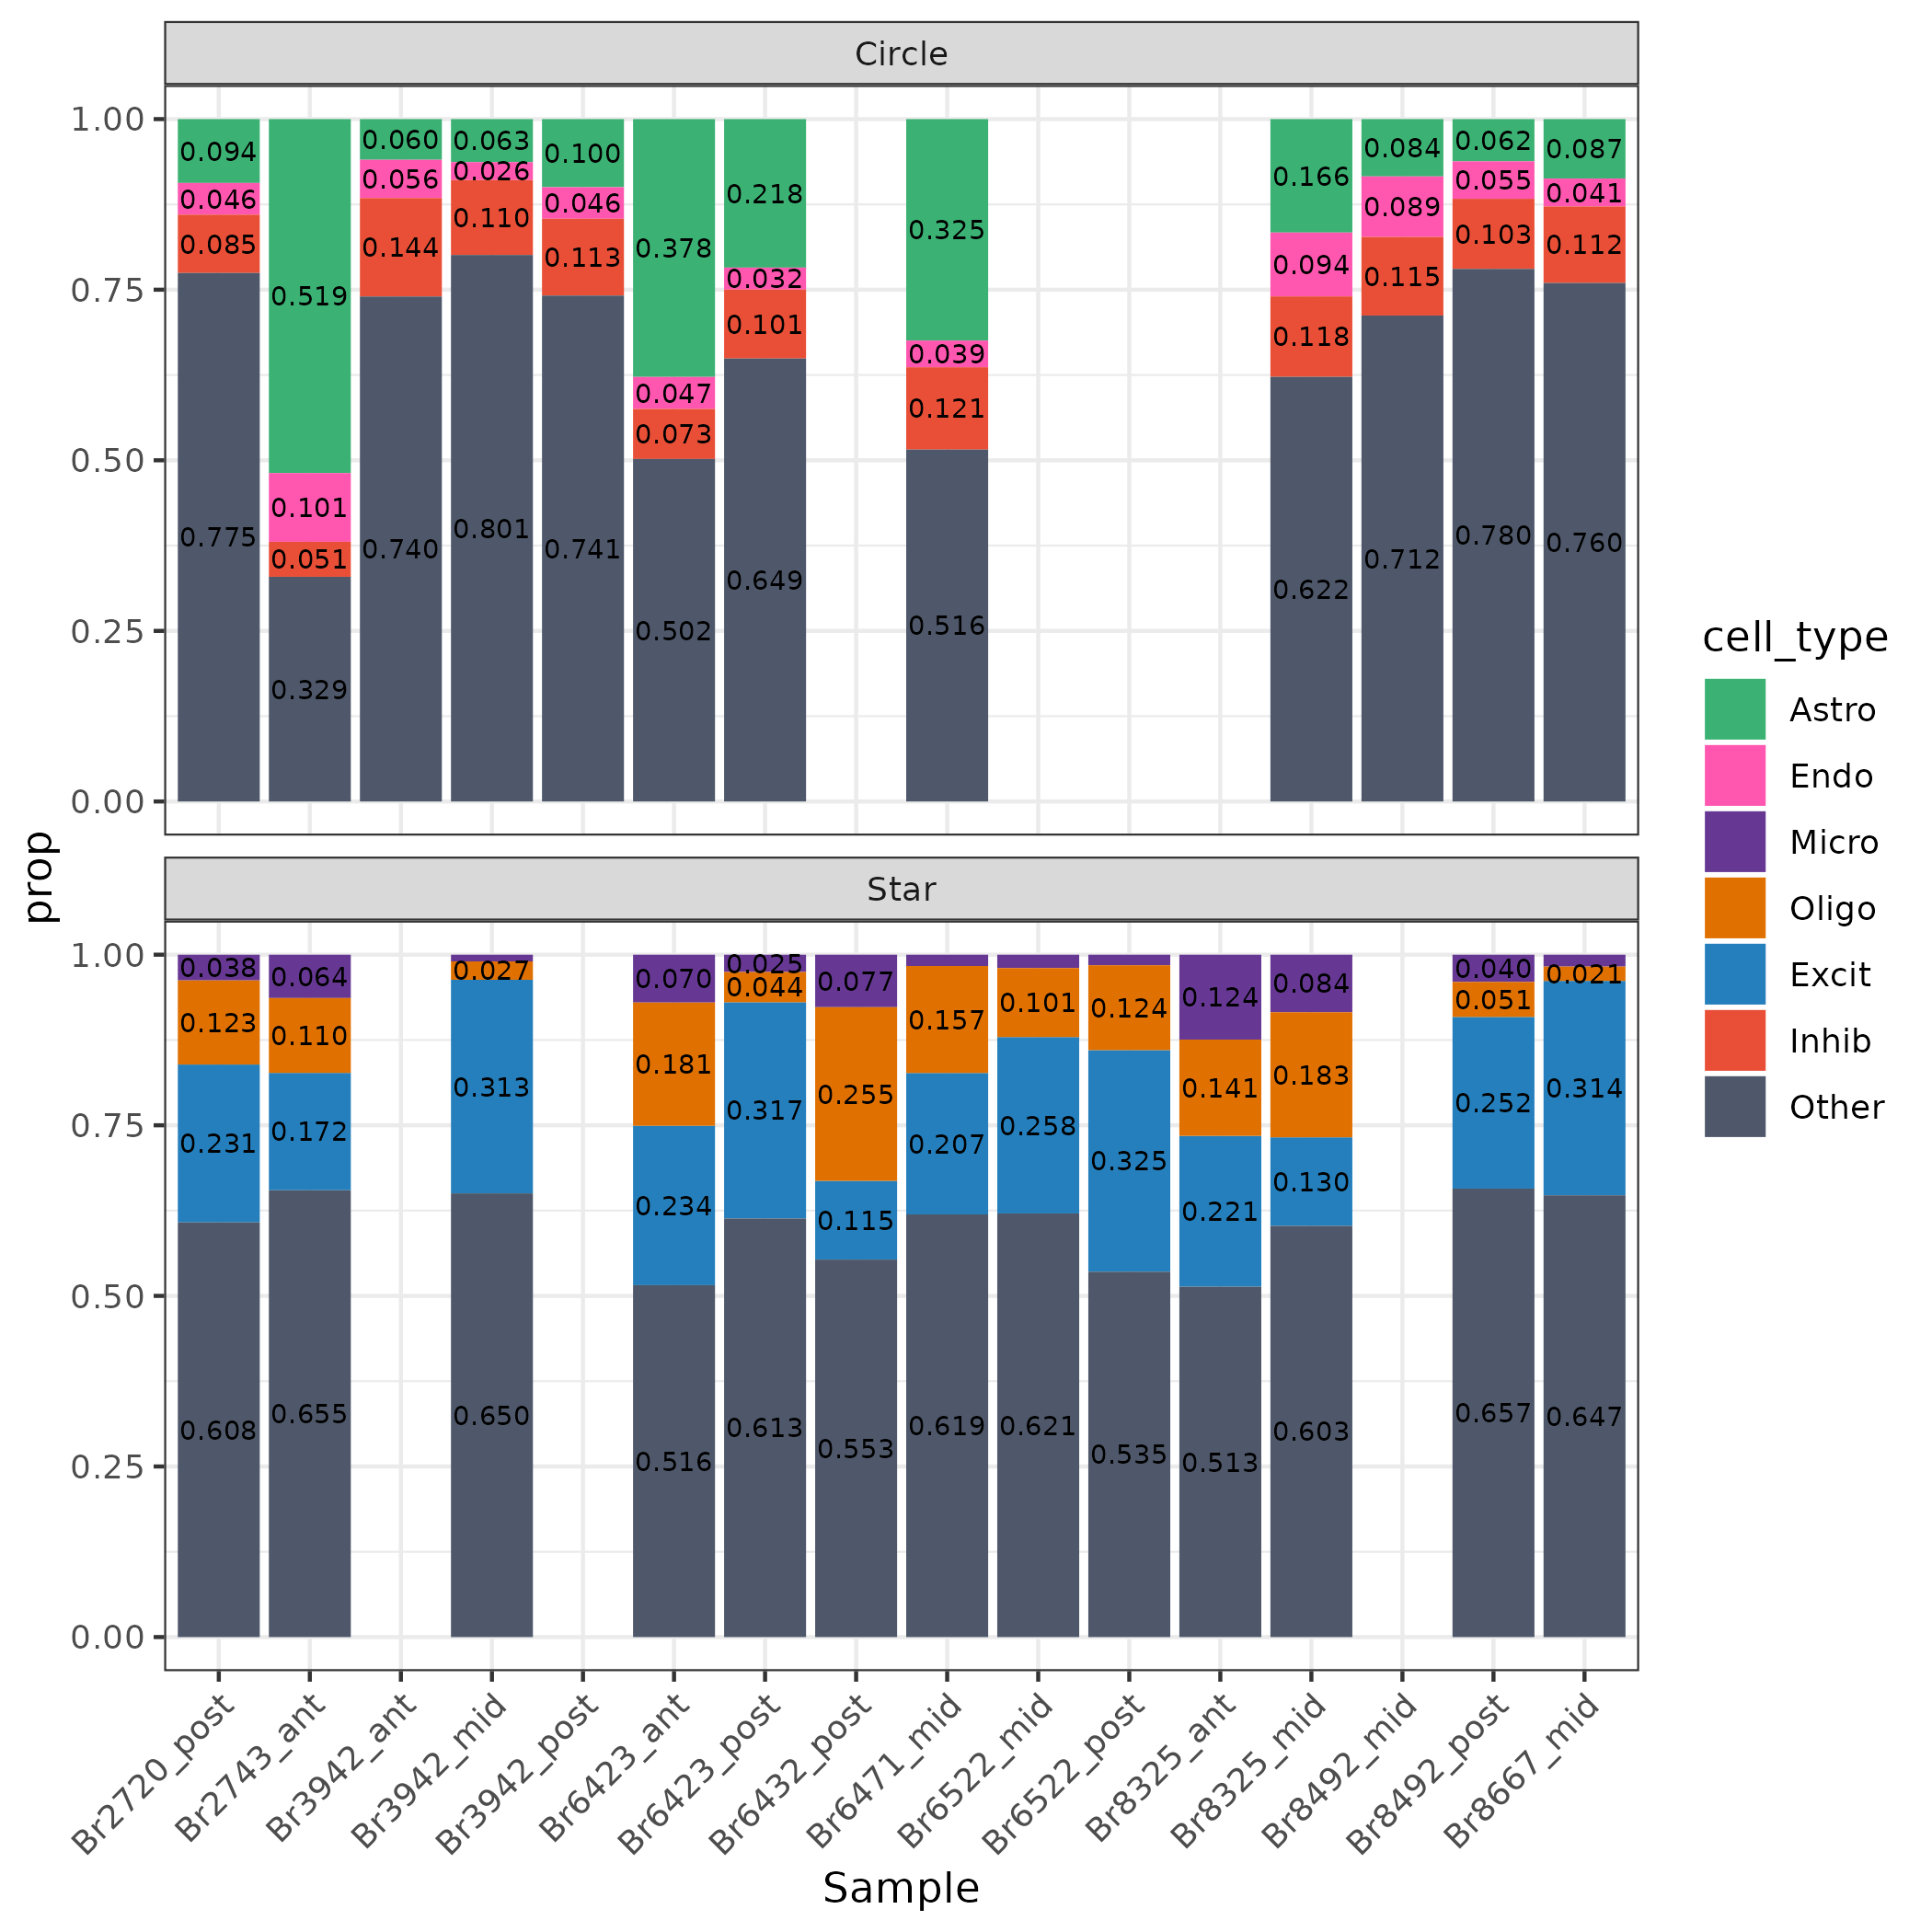 Circle
1.00
0.75
0.50
0.25
0.00
0.094 0.046 0.085 0.775
0.519 0.101 0.051 0.329
0.060 0.056 0.144 0.740
0.063 0.026 0.110 0.801
0.100 0.046 0.113 0.741
0.378 0.047 0.073 0.502
0.218 0.032 0.101 0.649
0.325 0.039 0.121 0.516
0.166 0.094 0.118 0.622
0.084 0.089 0.115 0.712
0.062 0.055 0.103 0.780
0.087 0.041 0.112 0.760
prop
Star
1.00
0.75
0.50
0.25
0.00
0.038 0.123 0.231 0.608
0.064 0.110 0.172 0.655
0.027 0.313 0.650
0.070 0.181 0.234 0.516
0.025 0.044 0.317 0.613
0.077 0.255 0.115 0.553
0.157 0.207 0.619
0.101 0.258 0.621
0.124 0.325 0.535
0.124 0.141 0.221 0.513
0.084 0.183 0.130 0.603
0.040 0.051 0.252 0.657
0.021 0.314 0.647
Br2720_post
Br2743_ant
Br3942_ant
Br3942_mid
Br3942_post
Br6423_ant
Br6423_post
Br6432_post
Br6471_mid
Br6522_mid
Br6522_post
Br8325_ant
Br8325_mid
Br8492_mid
Br8492_post
Br8667_mid
Sample
cell_type
Astro
Endo
Micro
Oligo
Excit
Inhib
Other